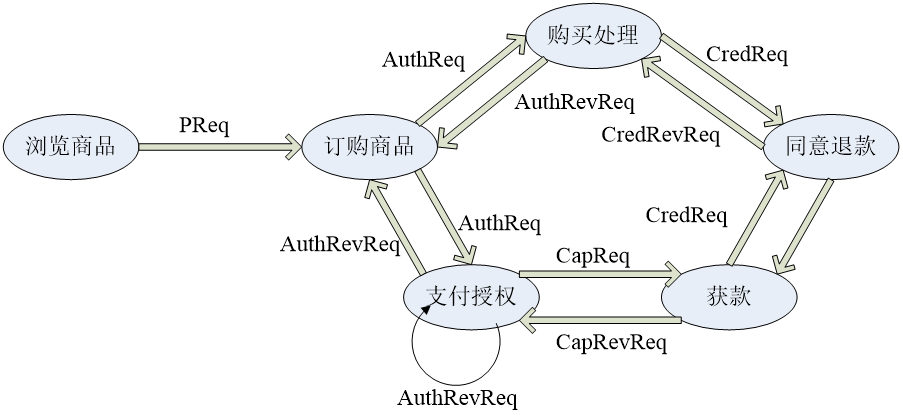 购买处理
CredReq
AuthReq
AuthRevReq
PReq
CredRevReq
浏览商品
订购商品
同意退款
CredReq
AuthReq
AuthRevReq
CapReq
支付授权
获款
CapRevReq
AuthRevReq